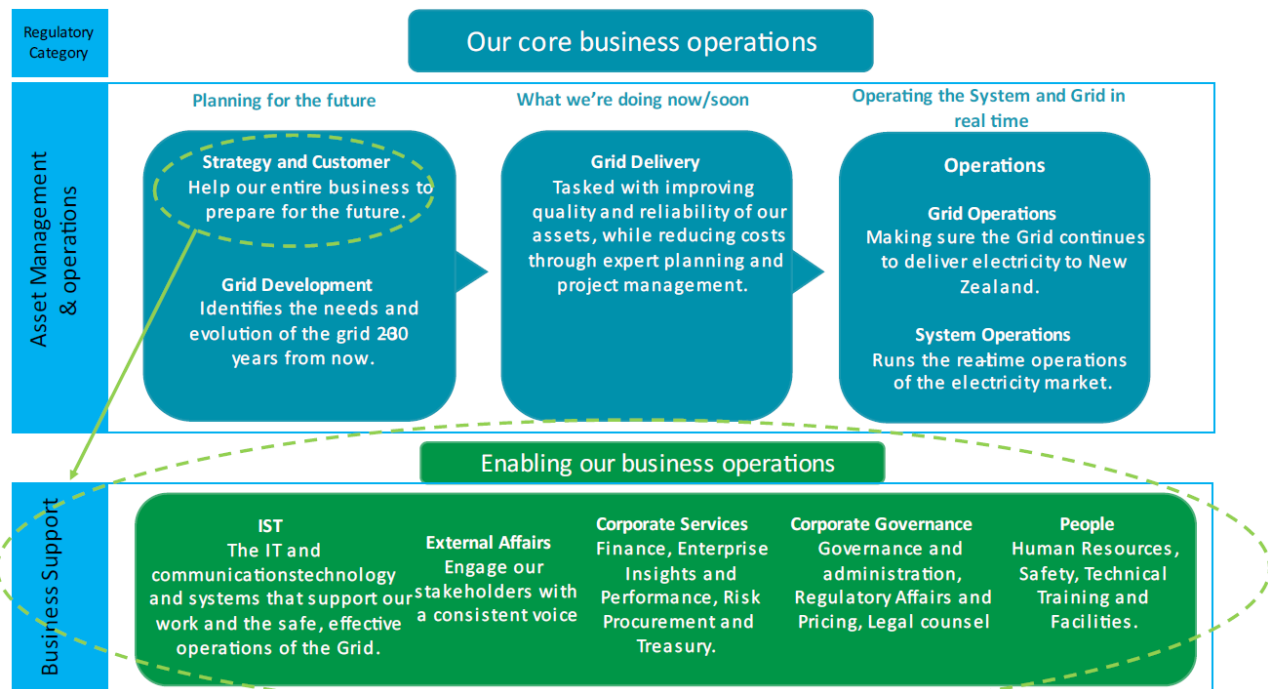 Regulatory
Category
Our core business operations
Asset Management
& operations
Planning for the future
Strategy and Customer
Help our entire business to
prepare for the future.
Grid Development
Identifies the needs and
evolution of the grid
years from now.
What we're doing now/soon
Grid Delivery
Tasked with improving
quality and reliability of our
assets, while reducing costs
through expert planning and
project management.
Operating the System and Grid in
real time
Operations
Grid Operations
Making sure the Grid continues
to deliver electricity to New
Zealand.
System Operations
Runs the real-time operations
of the electricity market.
Enabling our business operations
Business Support
IST
The IT and
communicationstechnology
and systems that support our
work and the safe, effective
operations of the Grid.
External Affairs
Engage our
stakeholders with
a consistent voice
Corporate Services
Finance, Enterprise
Insights and
Performance, Risk
Procurement and
Treasury.
Corporate Governance
Governance and
administration,
Regulatory Affairs and
Pricing, Legal counsel
People
Human Resources,
Safety, Technical
Training and
Facilities.